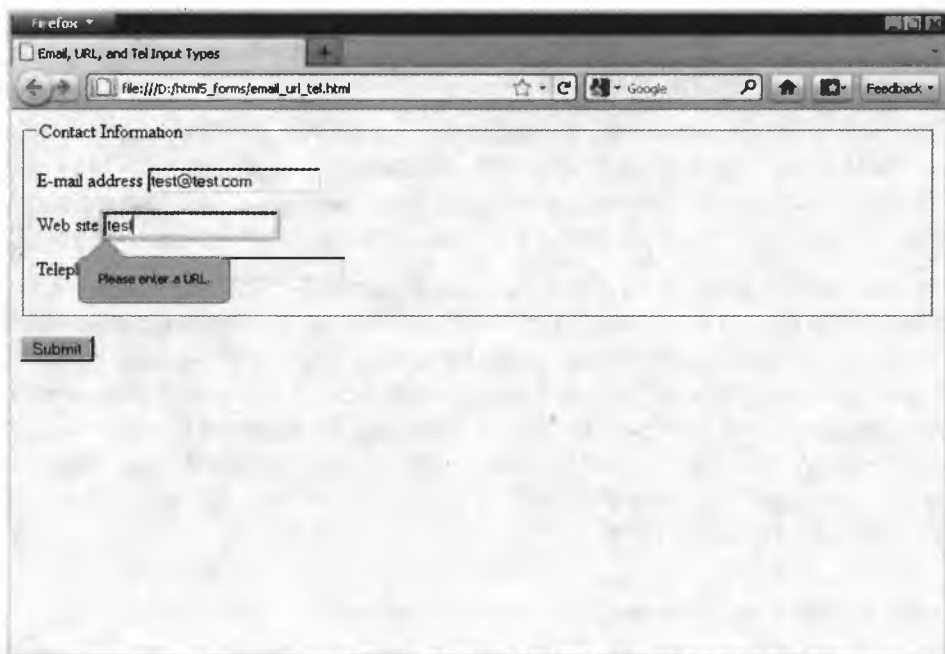 Firefox
Email, URL, and Tel Input Types
+
file:///D:/html5_forms/email_url_tel.html
Google
Feedback
Contact Information
E-mail address test@test.com
Web site test
Telepl
Please enter a URL.
Submit